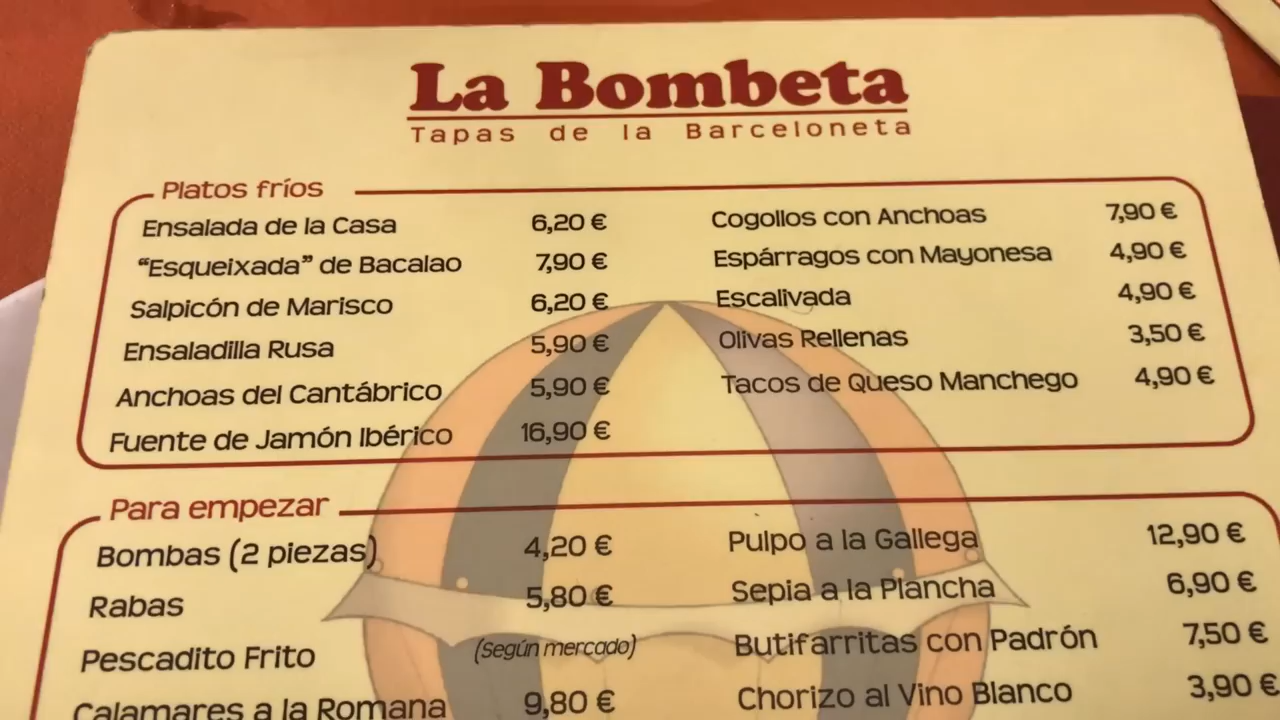 La Bombeta
Tapas de la Barceloneta
Platos fríos
Ensalada de la Casa 6,20 €
"Esqueixada" de Bacalao 7,90 €
Salpicón de Marisco 6,20 €
Ensaladilla Rusa 5,90 €
Anchoas del Cantábrico 5,90 €
Fuente de Jamón Ibérico 16,90 €
Cogollos con Anchoas 7,90 €
Espárragos con Mayonesa 4,90 €
Escalivada 4,90 €
Olivas Rellenas 3,50 €
Tacos de Queso Manchego 4,90 €
Para empezar
Bombas (2 piezas) 4,20 €
Rabas 5,80 €
Pescadito Frito (Según mercado)
Calamares a la Romana 9,80 €
Pulpo a la Gallega 12,90 €
Sepia a la Plancha 6,90 €
Butifarritas con Padrón 7,50 €
Chorizo al Vino Blanco 3,90 €